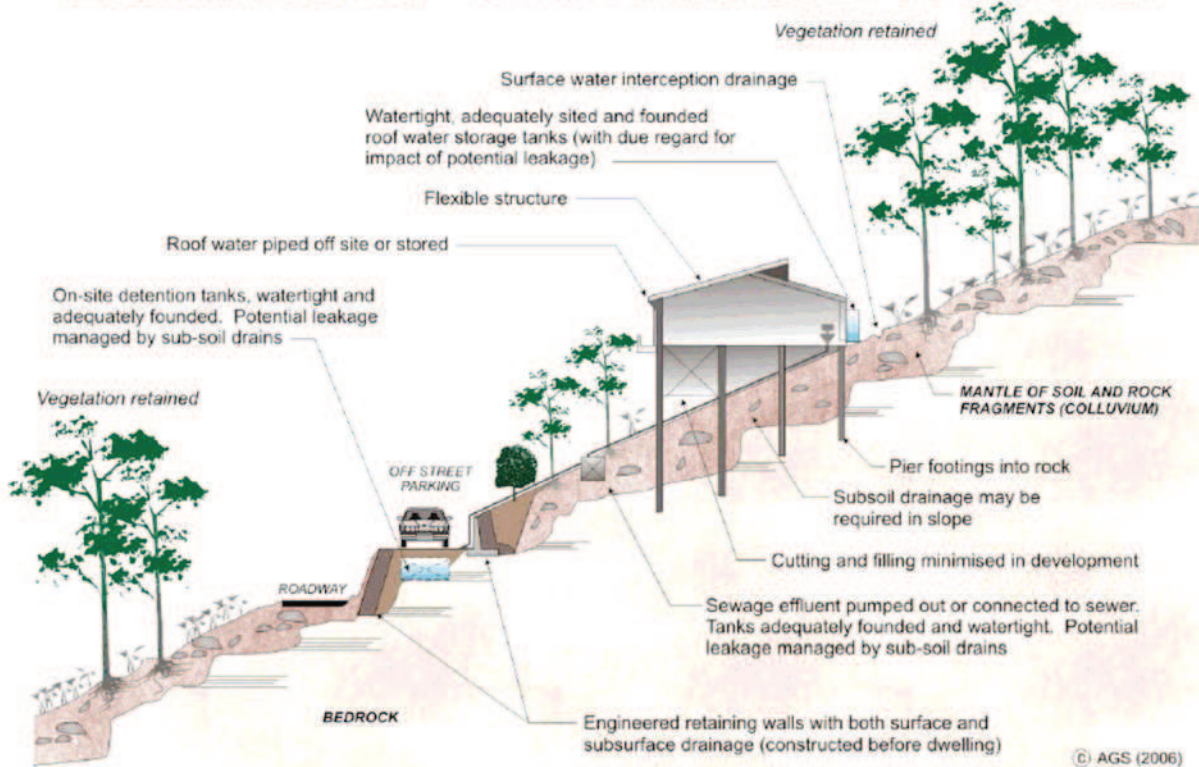 Vegetation retained
Surface water interception drainage
Watertight, adequately sited and founded
roof water storage tanks (with due regard for
impact of potential leakage)
Flexible structure
Roof water piped off site or stored
On-site detention tanks, watertight and
adequately founded. Potential leakage
managed by sub-soil drains
Vegetation retained
MANTLE OF SOIL AND ROCK
FRAGMENTS (COLLUVIUM)
OFF STREET
PARKING
Pier footings into rock
Subsoil drainage may be
required in slope
Cutting and filling minimised in development
ROADWAY
Sewage effluent pumped out or connected to sewer.
Tanks adequately founded and watertight. Potential
leakage managed by sub-soil drains
BEDROCK
Engineered retaining walls with both surface and
subsurface drainage (constructed before dwelling)
© AGS (2006)